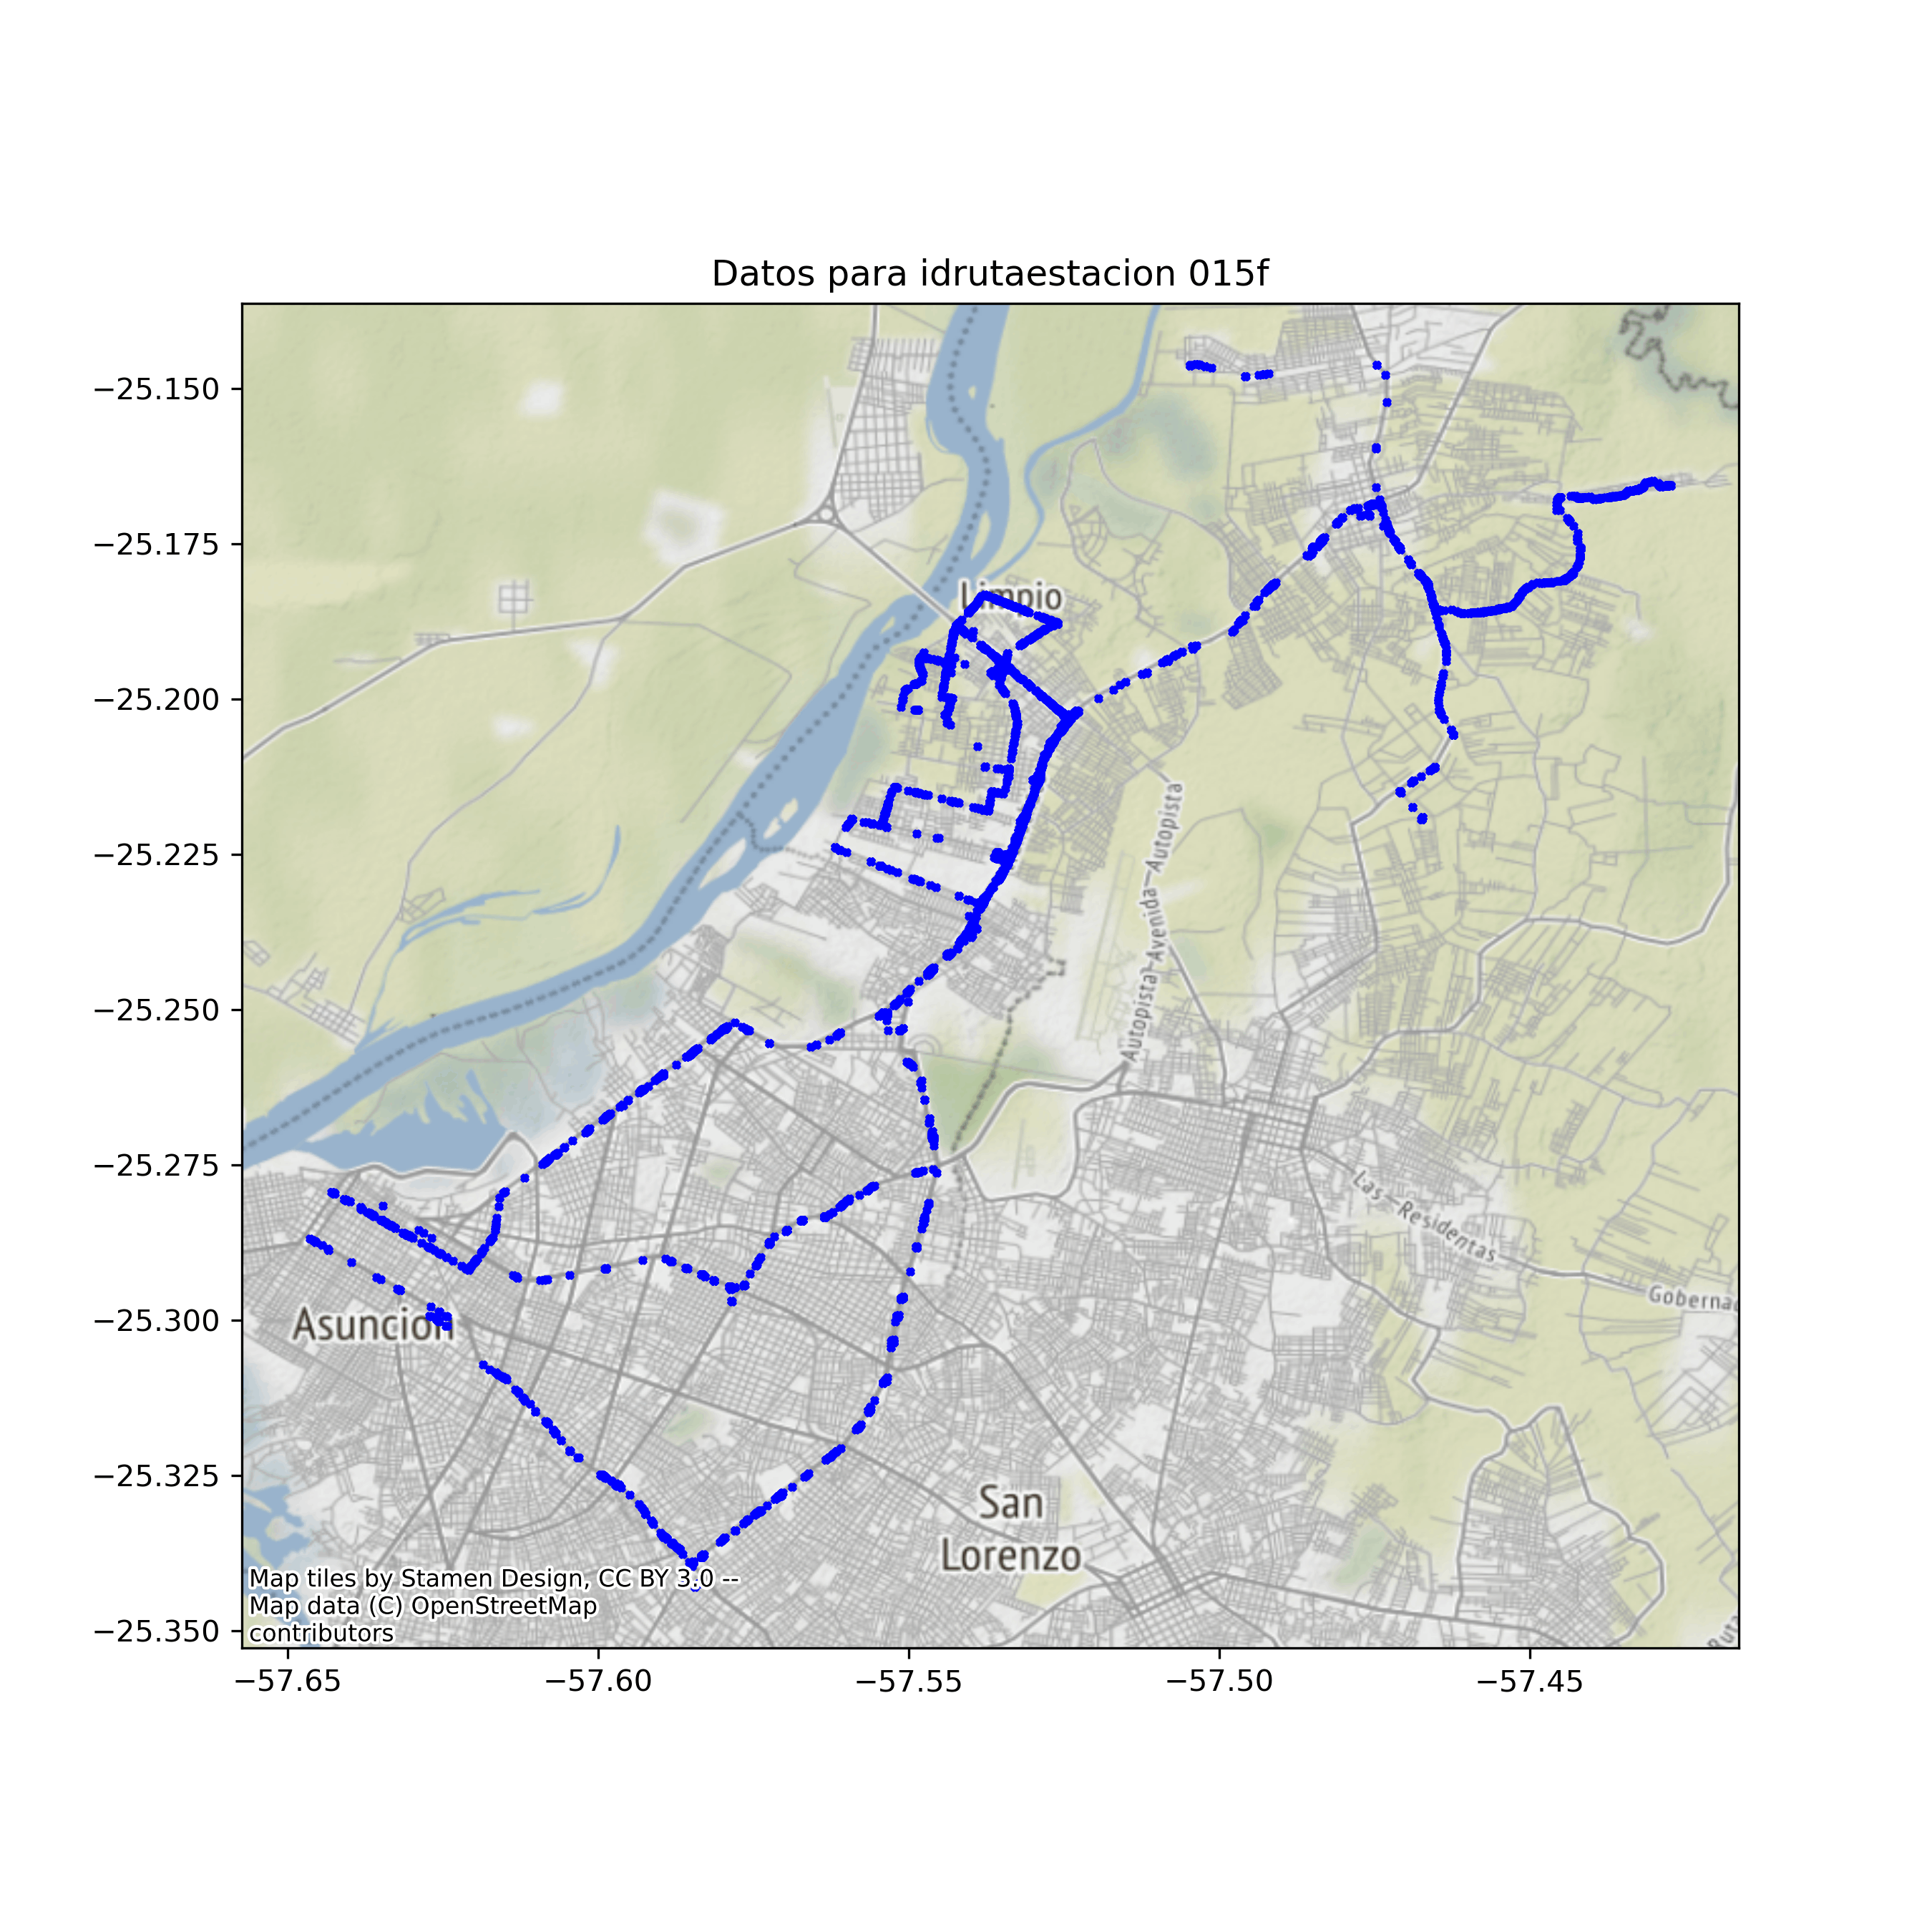 Datos para idrutaestacion 015f
−25.150
−25.175
Limpio
−25.200
−25.225
Autopista-Avenida-Autopista
−25.250
−25.275
Las-Residentas
Goberna
−25.300
Asuncion
−25.325
San
Lorenzo
Map tiles by Stamen Design, CC BY 3.0 --
Map data (C) OpenStreetMap
contributors
Ruta
−25.350
−57.65 −57.60 −57.55 −57.50 −57.45